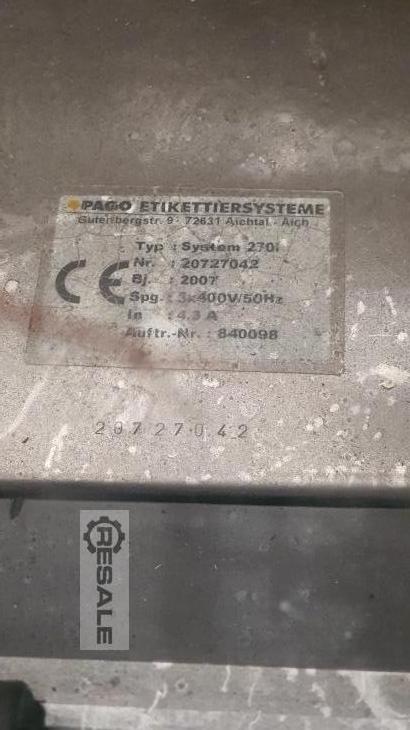 PAGO ETIKETTIERSYSTEME
Gutenbergstr. 9 · 72631 Aichtal - Aich
Typ : System 270i
Nr. : 20727042
Bj. : 2007
Spg. : 3x400V/50Hz
In : 4.3 A
Auftr.-Nr. : 840098
CE
20727042
RESALE